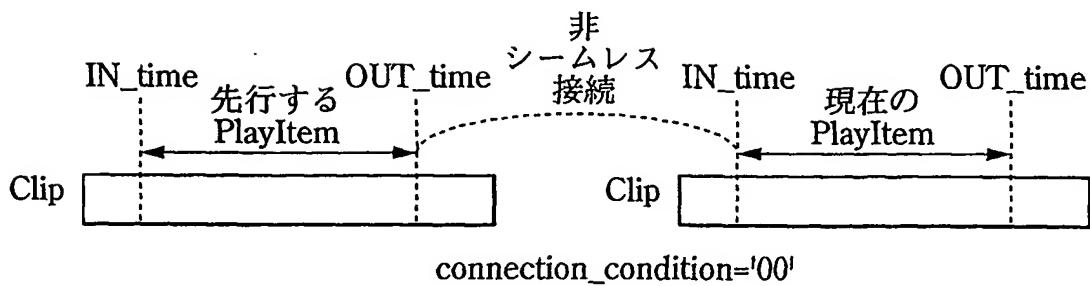 非
シームレス
接続
IN_time
OUT_time
IN_time
OUT_time
先行する
PlayItem
現在の
PlayItem
Clip
Clip
connection_condition='00'